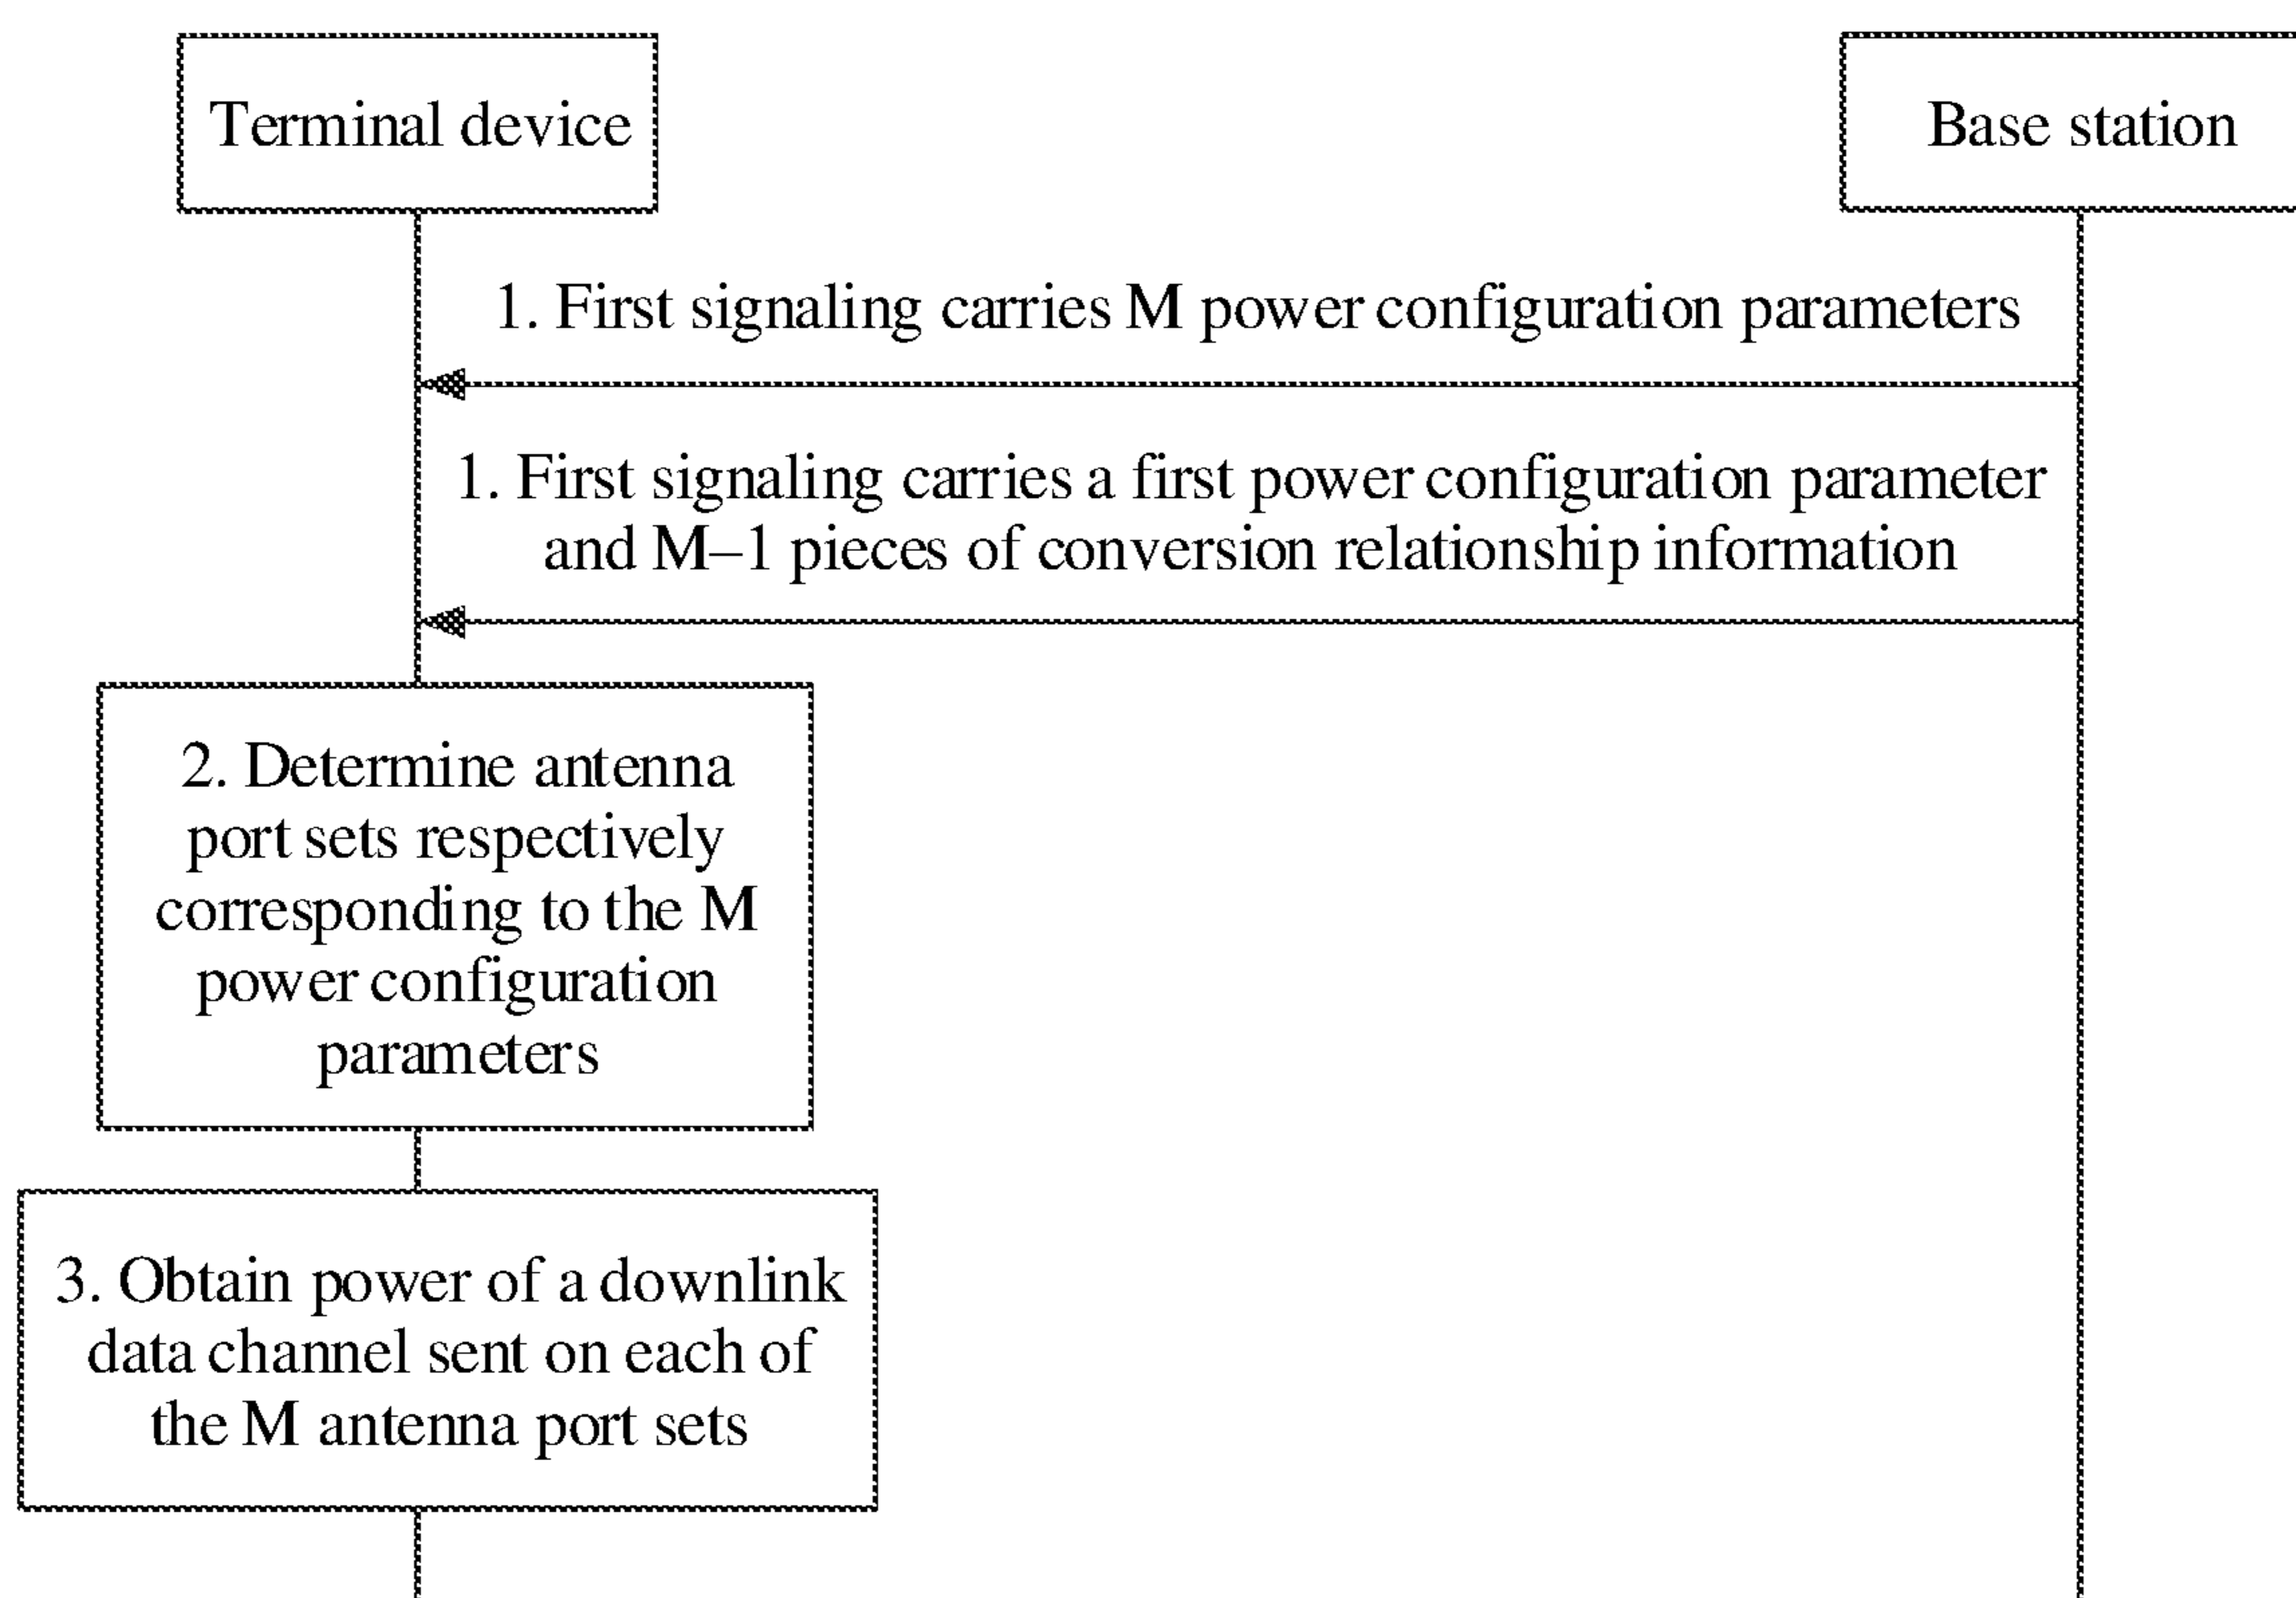 Terminal device
Base station
1. First signaling carries M power configuration parameters
1. First signaling carries a first power configuration parameter
and M–1 pieces of conversion relationship information
2. Determine antenna
port sets respectively
corresponding to the M
power configuration
parameters
3. Obtain power of a downlink
data channel sent on each of
the M antenna port sets